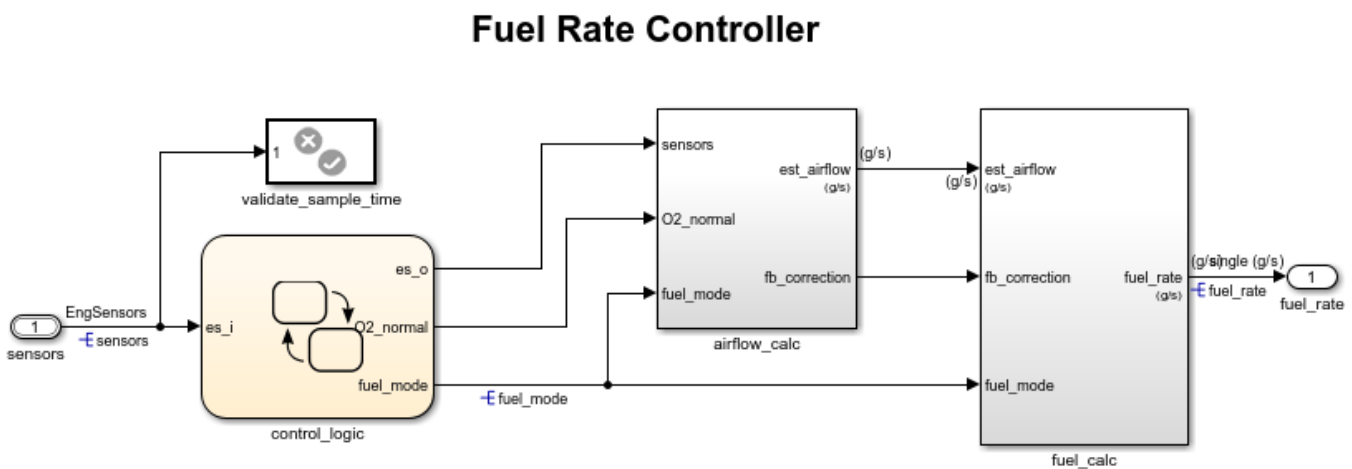 Fuel Rate Controller
1
validate_sample_time
sensors
est_airflow
(g/s)
O2_normal
fb_correction
fuel_mode
airflow_calc
(g/s)
(g/s)
est_airflow
(g/s)
fb_correction
fuel_rate
(g/s)
fuel_mode
fuel_calc
(g/s)
single (g/s)
fuel_rate
1
fuel_rate
EngSensors
1
sensors
sensors
es_i
es_o
O2_normal
fuel_mode
control_logic
fuel_mode